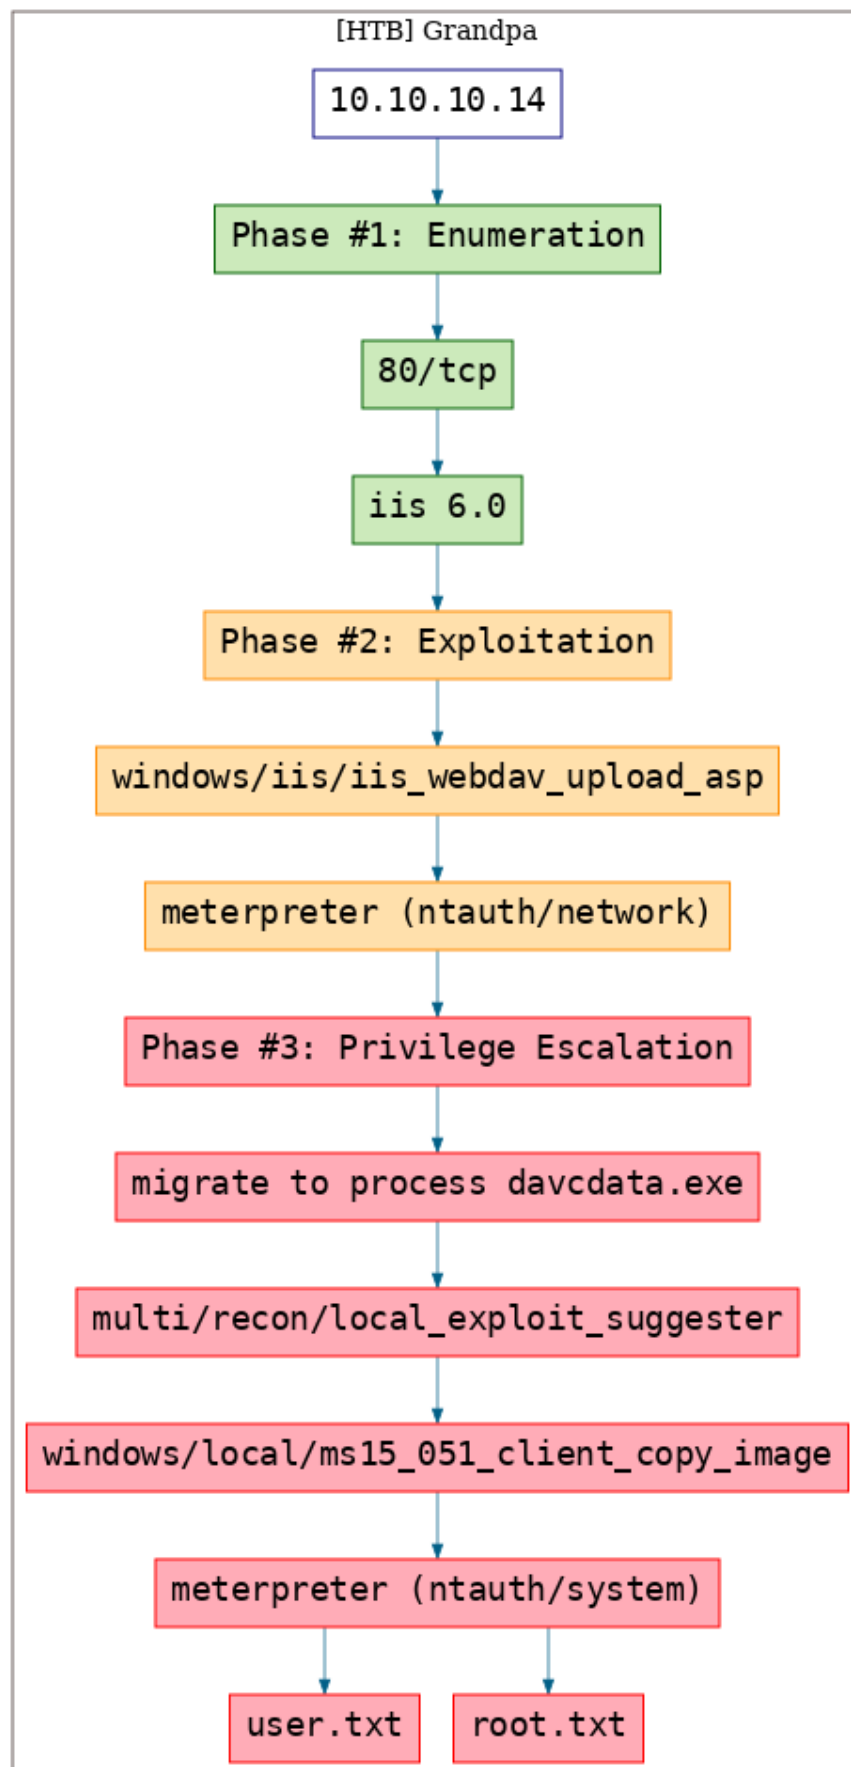 [HTB] Grandpa
10.10.10.14
Phase #1: Enumeration
80/tcp
iis 6.0
Phase #2: Exploitation
windows/iis/iis_webdav_upload_asp
meterpreter (ntauth/network)
Phase #3: Privilege Escalation
migrate to process davcdata.exe
multi/recon/local_exploit_suggester
windows/local/ms15_051_client_copy_image
meterpreter (ntauth/system)
user.txt
root.txt